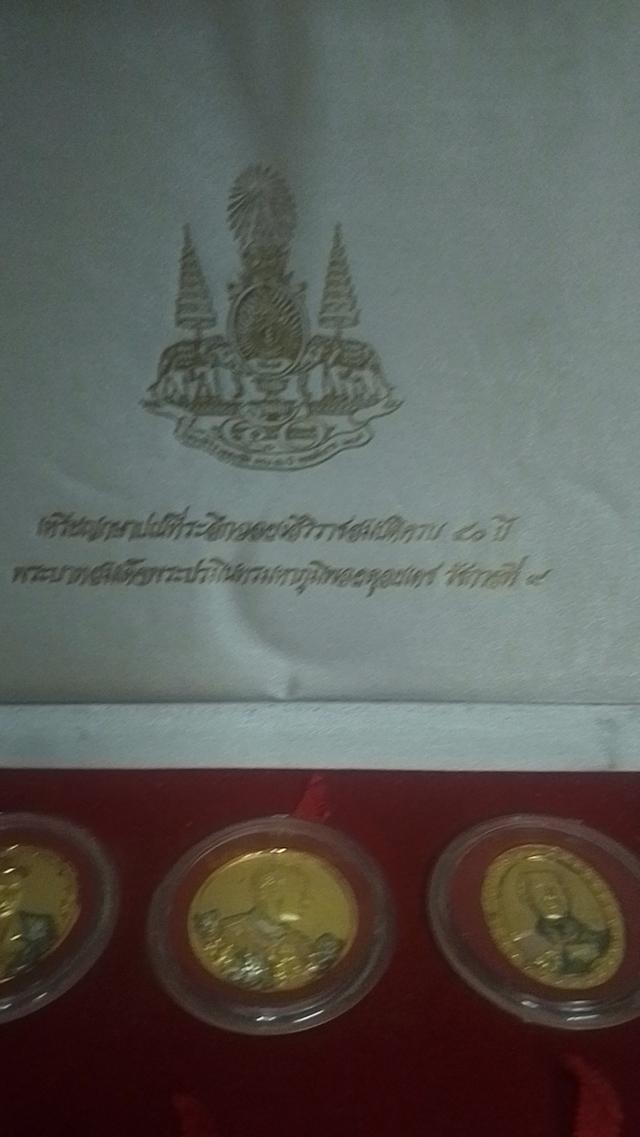 เหรียญกษาปณ์ที่ระลึกฉลองสิริราชสมบัติครบ ๕๐ ปี
พระบาทสมเด็จพระปรมินทรมหาภูมิพลอดุลยเดช รัชกาลที่ ๙